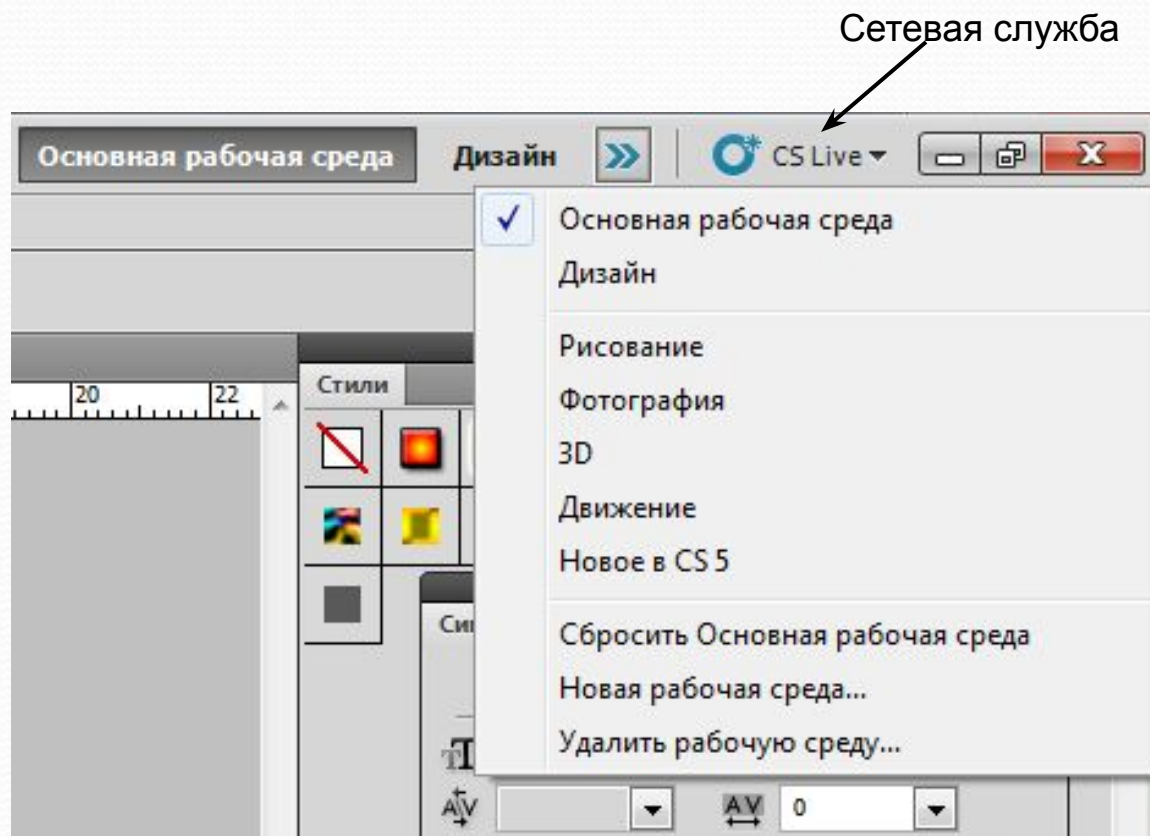 Сетевая служба
Основная рабочая среда Дизайн >> CS Live
Основная рабочая среда
Дизайн
Рисование
Фотография
3D
Движение
Новое в CS 5
Сбросить Основная рабочая среда
Новая рабочая среда...
Удалить рабочую среду...
20 22
Стили
0